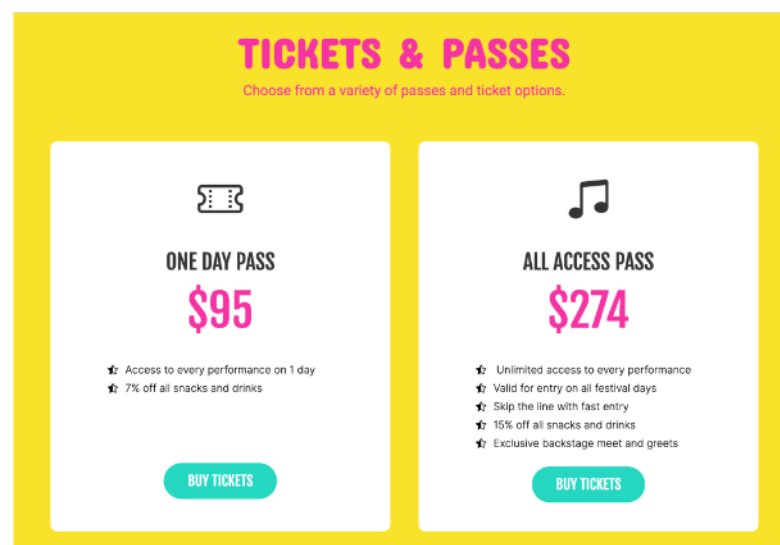 TICKETS & PASSES
Choose from a variety of passes and ticket options.
ONE DAY PASS
$95
Access to every performance on 1 day
7% off all snacks and drinks
BUY TICKETS
ALL ACCESS PASS
$274
Unlimited access to every performance
Valid for entry on all festival days
Skip the line with fast entry
15% off all snacks and drinks
Exclusive backstage meet and greets
BUY TICKETS